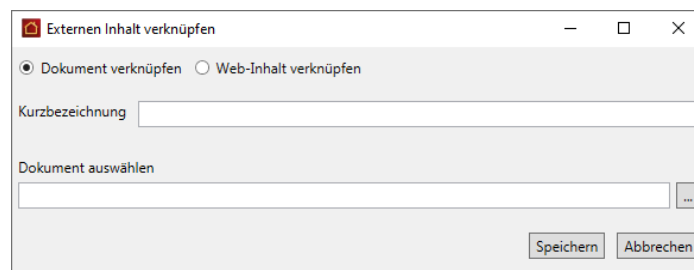 Externen Inhalt verknüpfen
Dokument verknüpfen Web-Inhalt verknüpfen
Kurzbezeichnung
Dokument auswählen
...
Speichern Abbrechen